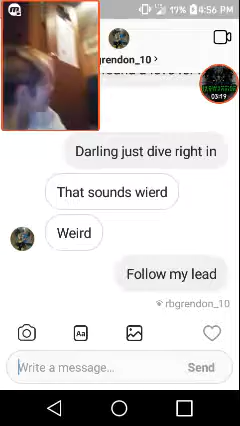 17% 4:56 PM
grendon_10 >
Darling just dive right in
That sounds wierd
Weird
Follow my lead
rbgrendon_10
Aa
Write a message...
Send
03:19